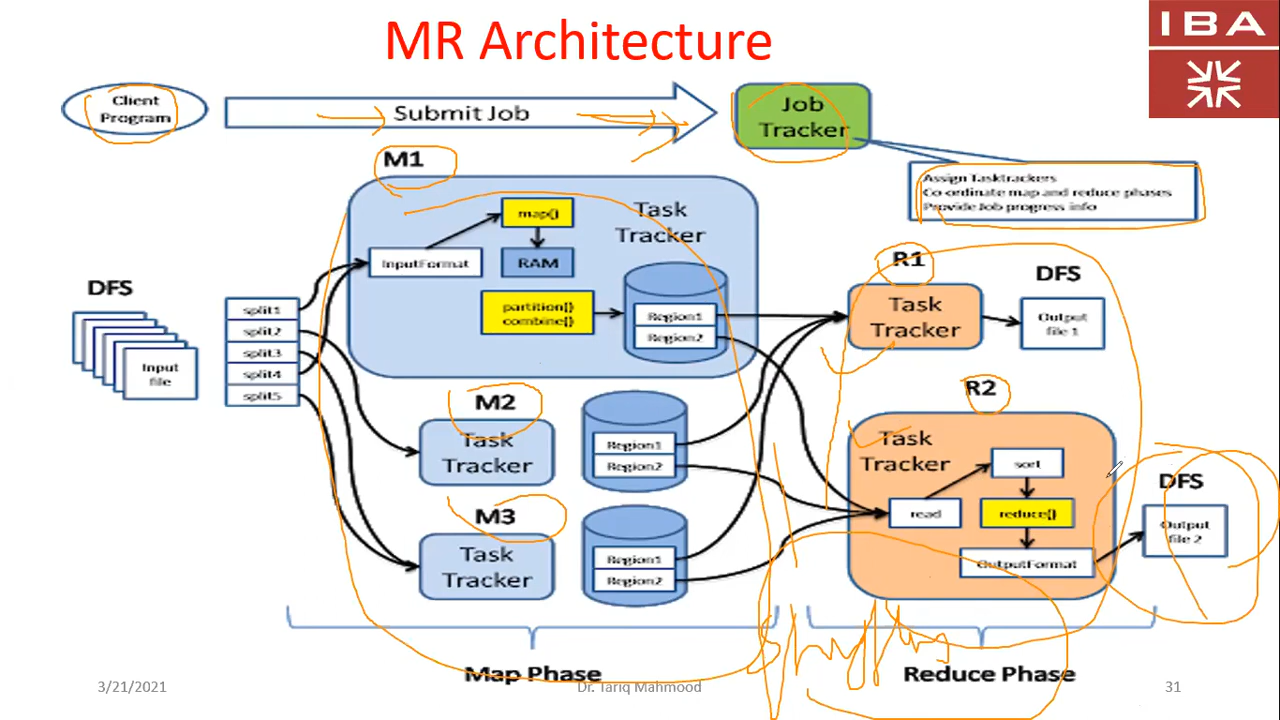 MR Architecture
IBA
Client
Program
Submit Job
Job
Tracker
Assign Tasktrackers
Co-ordinate map and reduce phases
Provide Job progress info
M1
Task
Tracker
map()
InputFormat
RAM
partition()
combine()
Region1
Region2
DFS
Input
file
split1
split2
split3
split4
split5
M2
Task
Tracker
Region1
Region2
M3
Task
Tracker
Region1
Region2
R1
Task
Tracker
DFS
Output
file 1
R2
Task
Tracker
sort
read
reduce()
OutputFormat
DFS
Output
file 2
Map Phase
Reduce Phase
3/21/2021
Dr. Tariq Mahmood
31